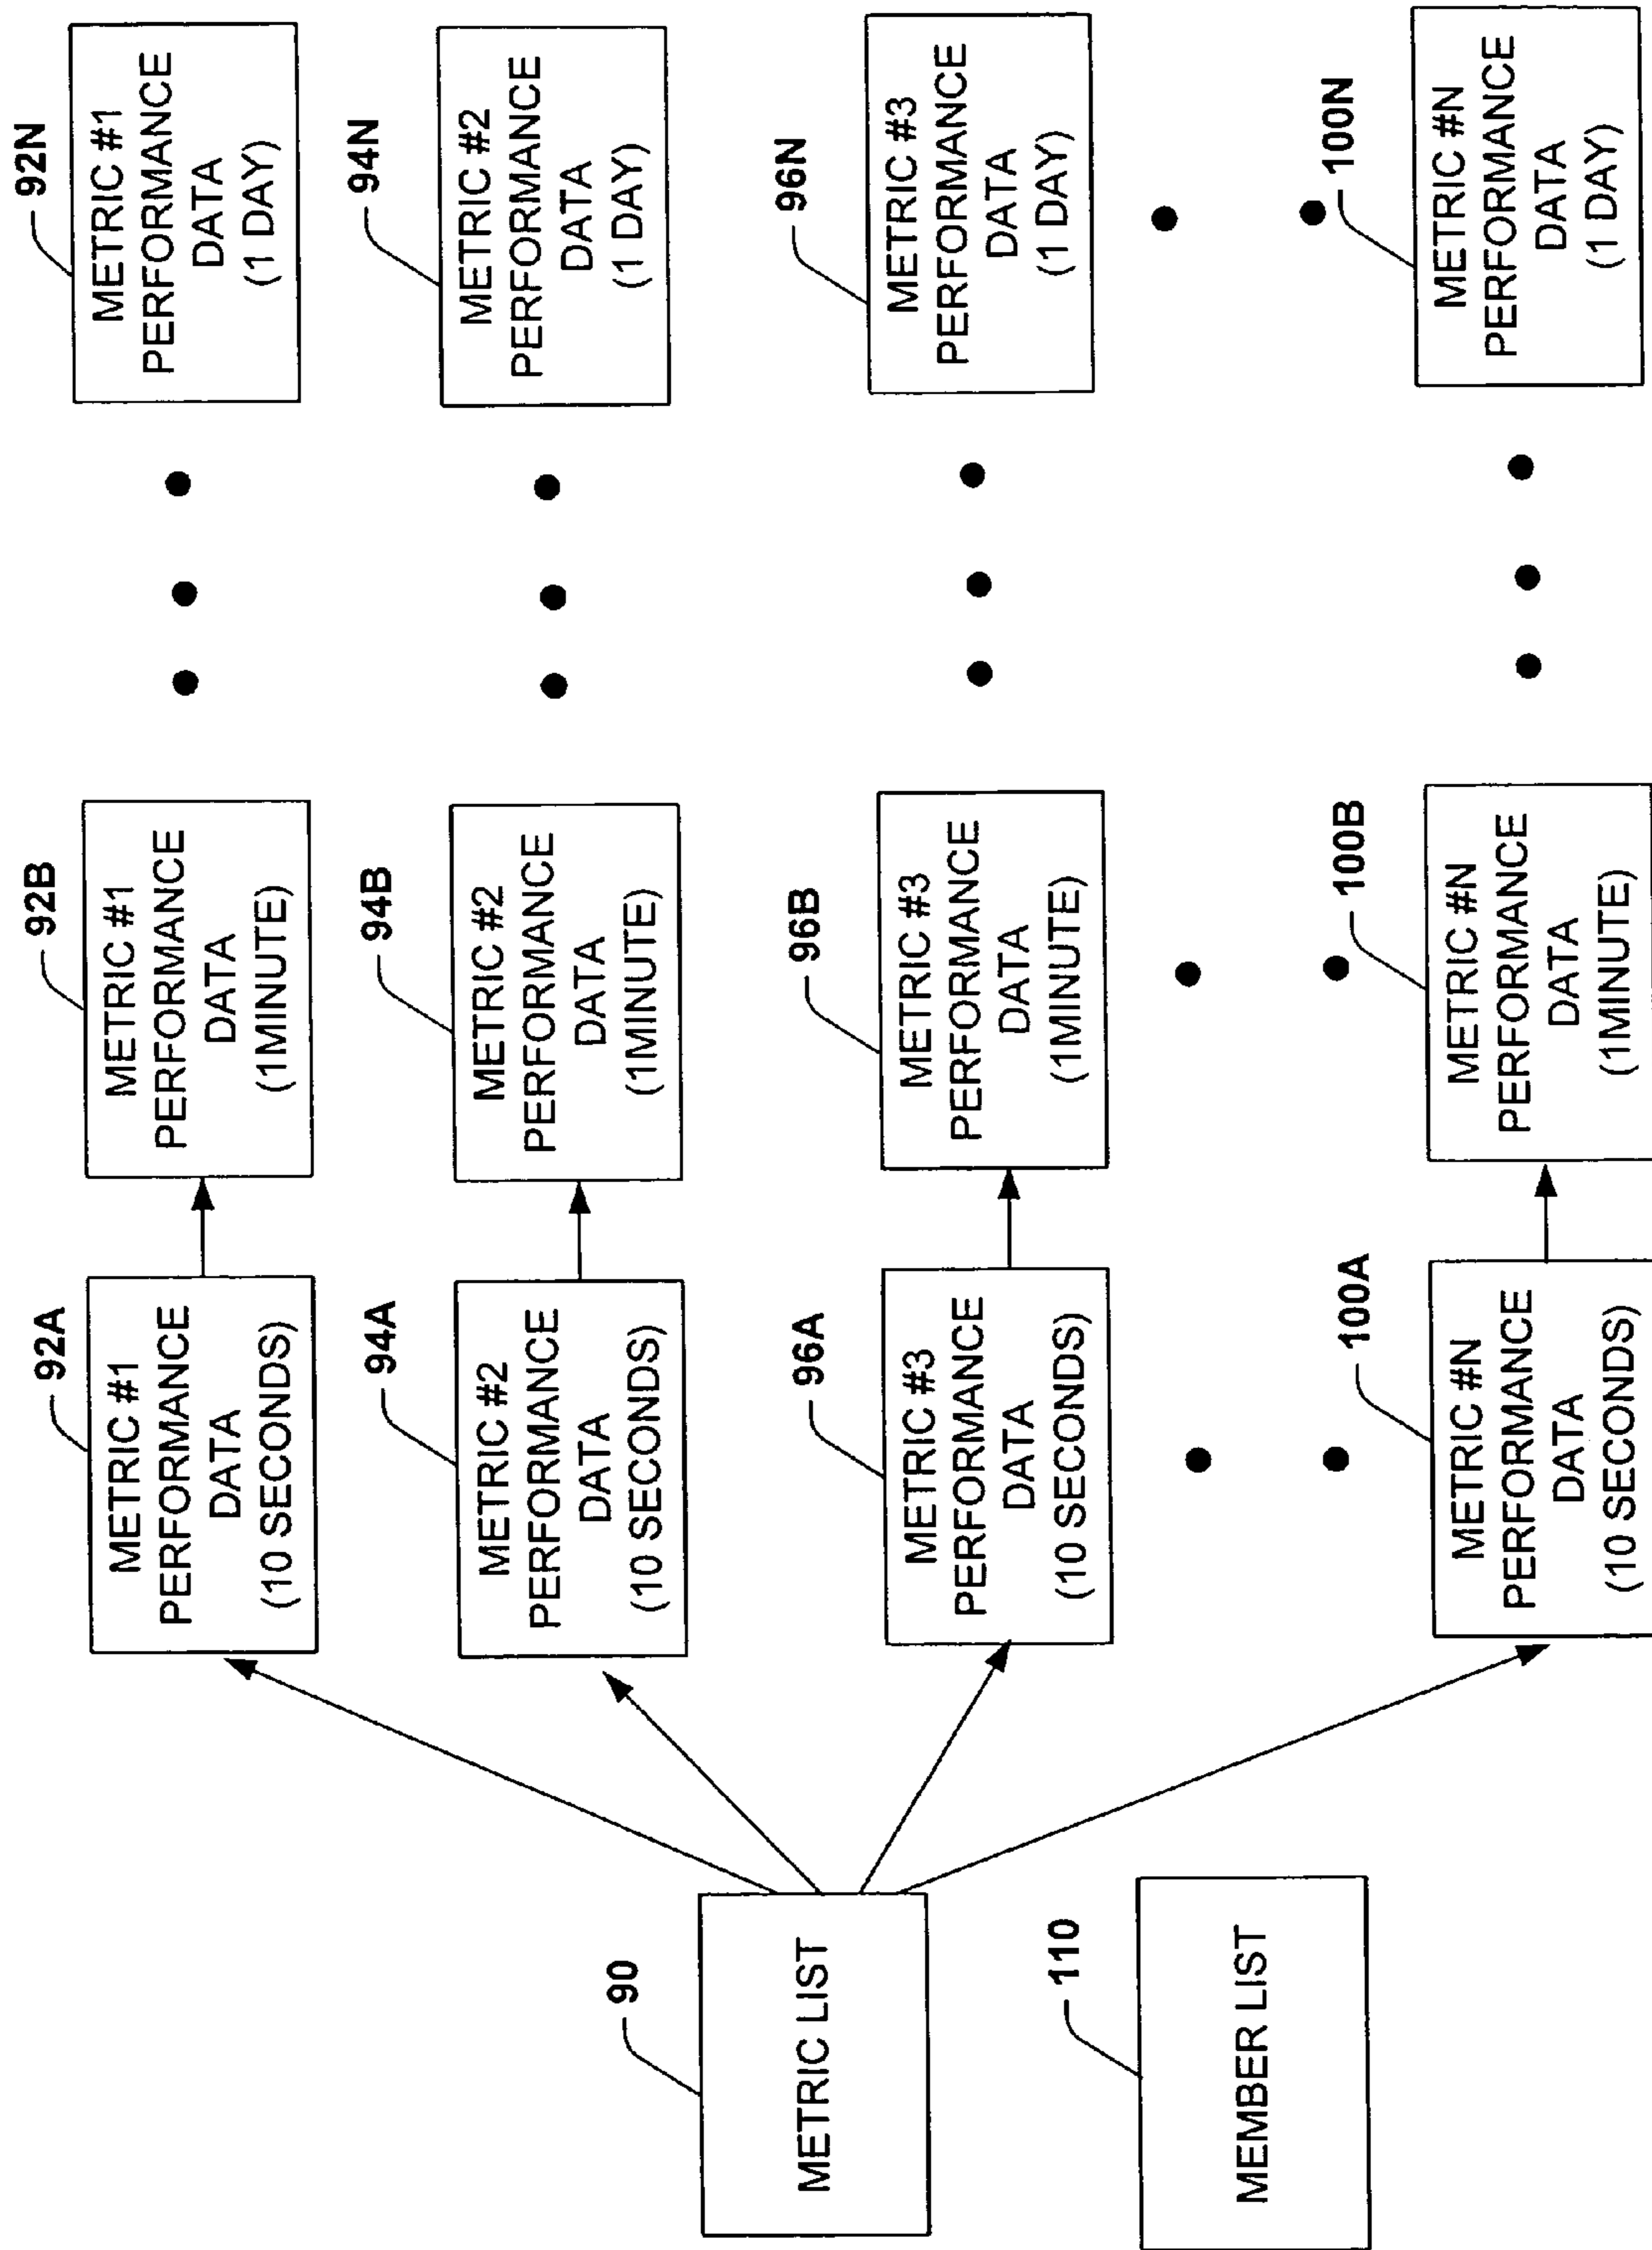 92A
METRIC #1
PERFORMANCE
DATA
(10 SECONDS)
92B
METRIC #1
PERFORMANCE
DATA
(1MINUTE)
92N
METRIC #1
PERFORMANCE
DATA
(1 DAY)
94A
METRIC #2
PERFORMANCE
DATA
(10 SECONDS)
94B
METRIC #2
PERFORMANCE
DATA
(1MINUTE)
94N
METRIC #2
PERFORMANCE
DATA
(1 DAY)
90
METRIC LIST
96A
METRIC #3
PERFORMANCE
DATA
(10 SECONDS)
96B
METRIC #3
PERFORMANCE
DATA
(1MINUTE)
96N
METRIC #3
PERFORMANCE
DATA
(1 DAY)
110
MEMBER LIST
100A
METRIC #N
PERFORMANCE
DATA
(10 SECONDS)
100B
METRIC #N
PERFORMANCE
DATA
(1MINUTE)
100N
METRIC #N
PERFORMANCE
DATA
(1 DAY)